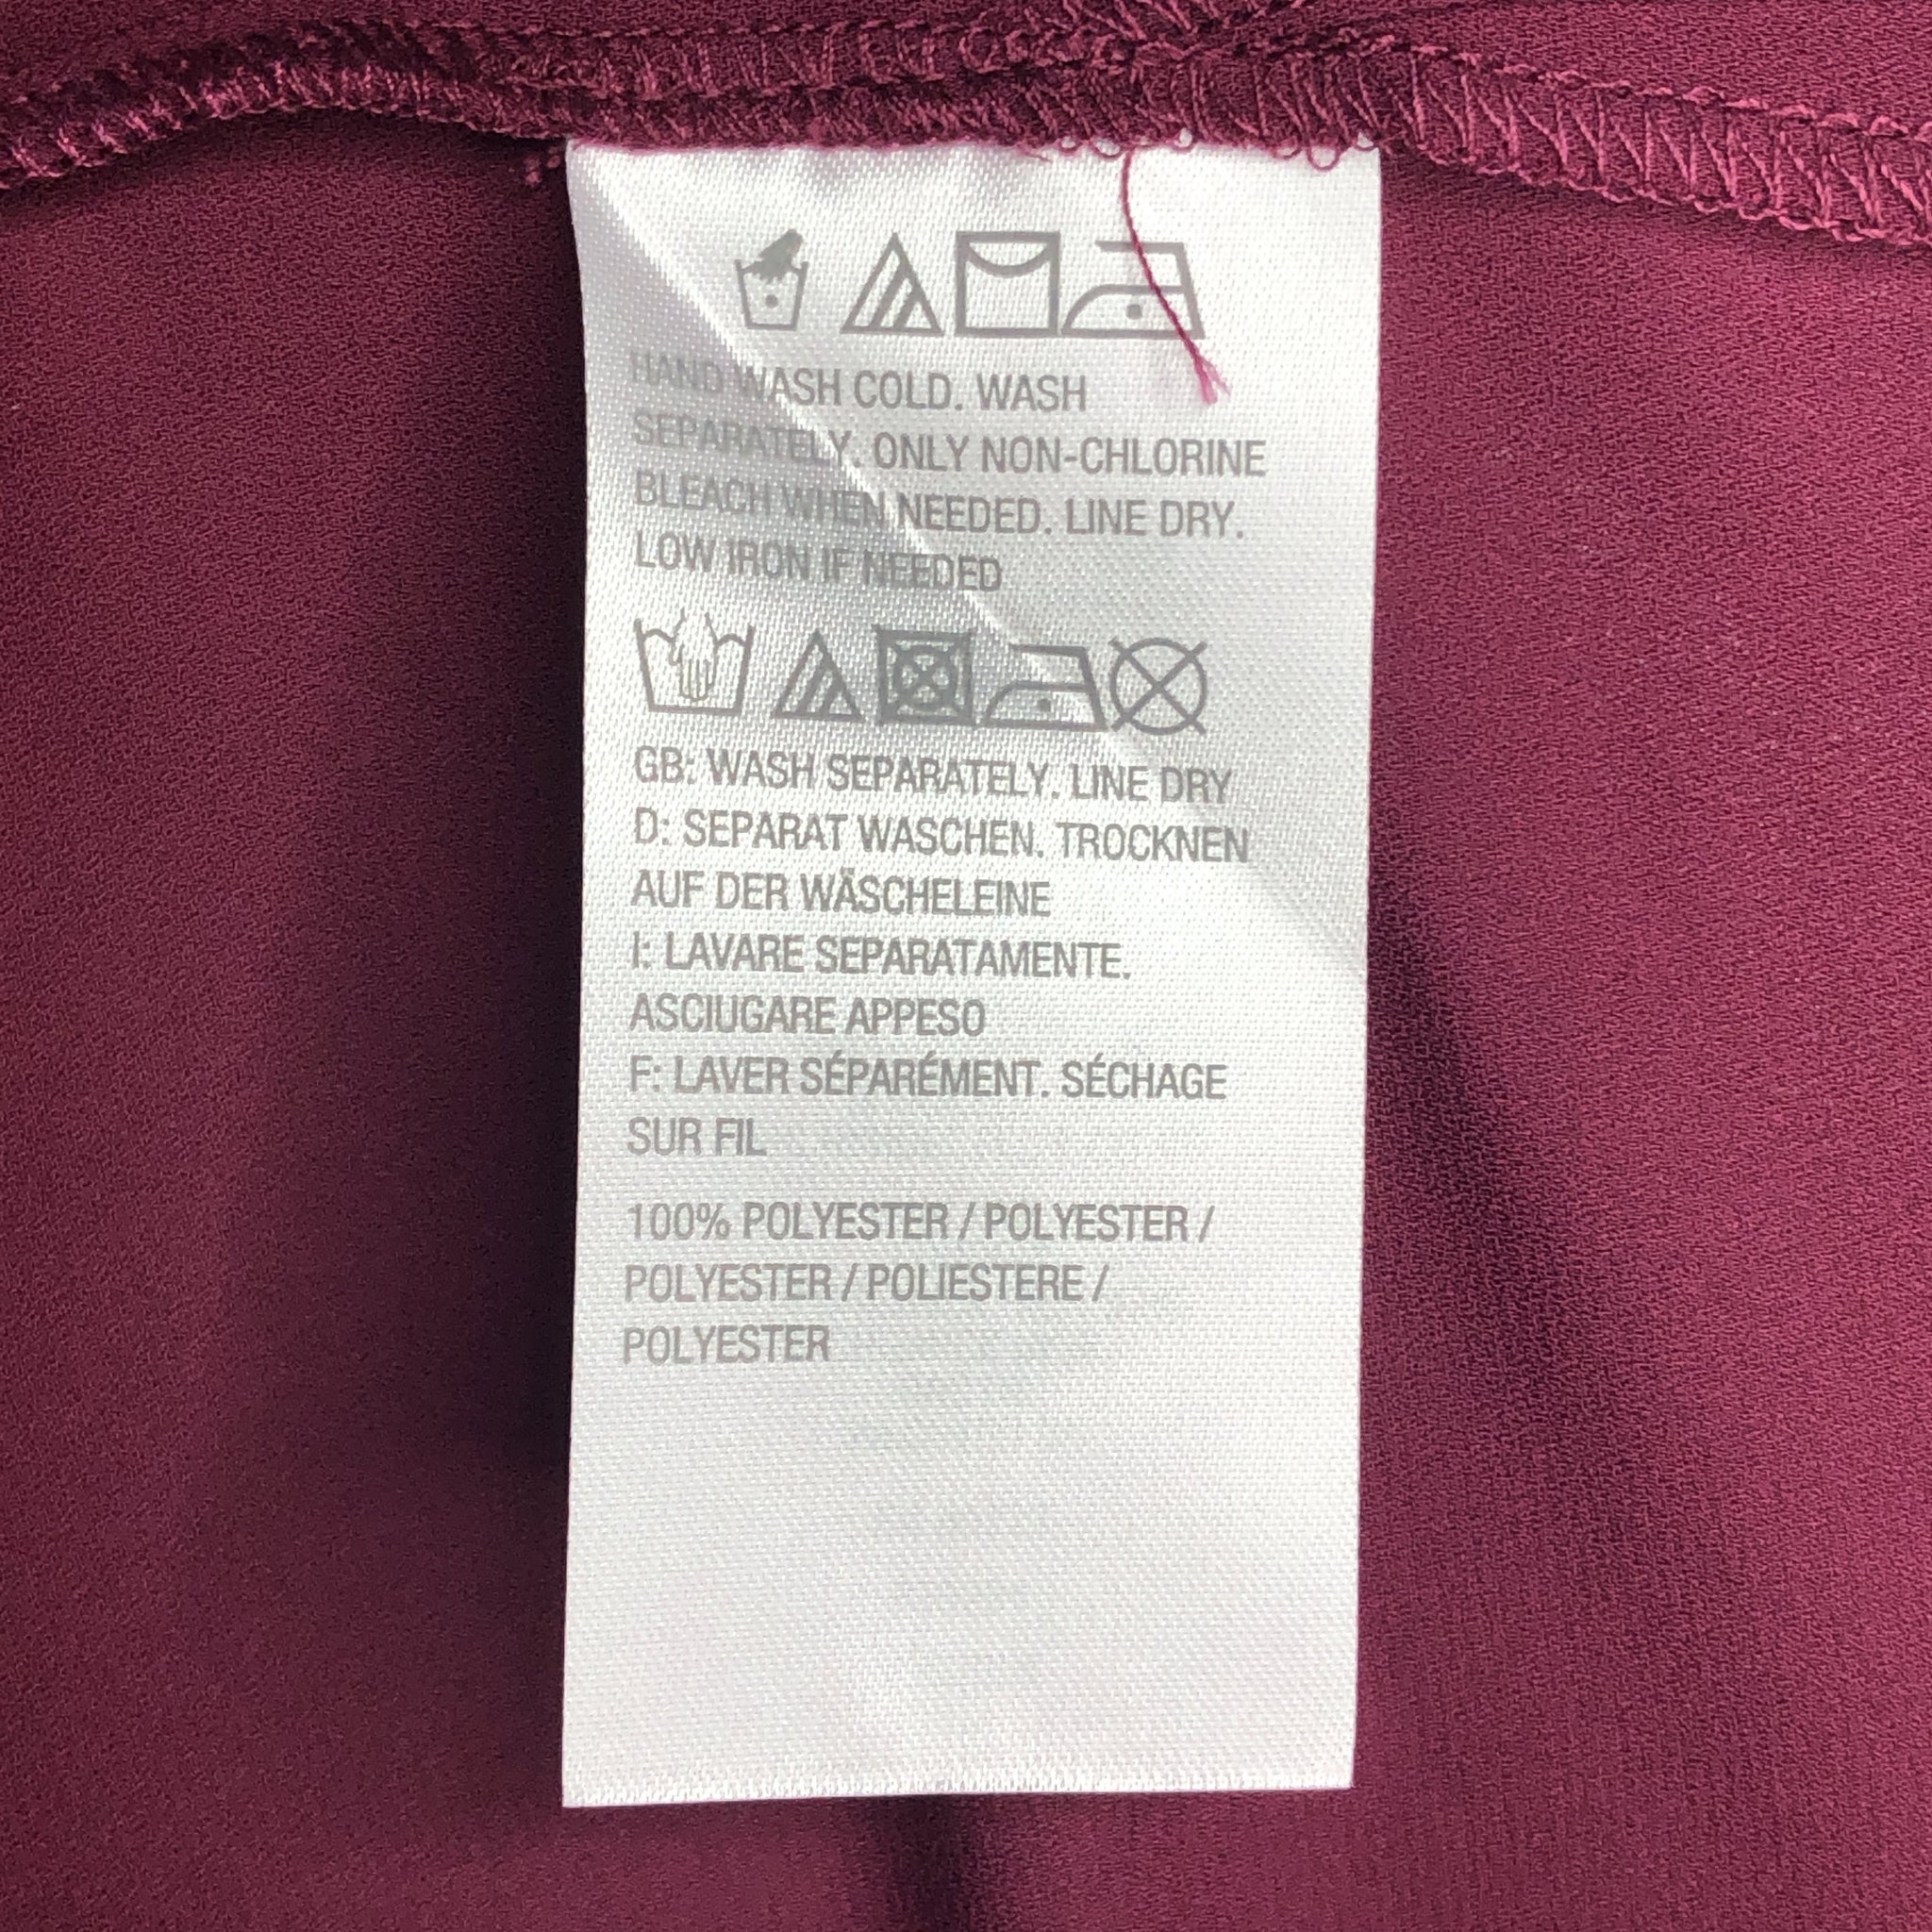 HAND WASH COLD. WASH
SEPARATELY. ONLY NON-CHLORINE
BLEACH WHEN NEEDED. LINE DRY.
LOW IRON IF NEEDED
GB: WASH SEPARATELY. LINE DRY
D: SEPARAT WASCHEN. TROCKNEN
AUF DER WÄSCHELEINE
I: LAVARE SEPARATAMENTE.
ASCIUGARE APPESO
F: LAVER SÉPARÉMENT. SÉCHAGE
SUR FIL
100% POLYESTER / POLYESTER /
POLYESTER / POLIESTERE /
POLYESTER